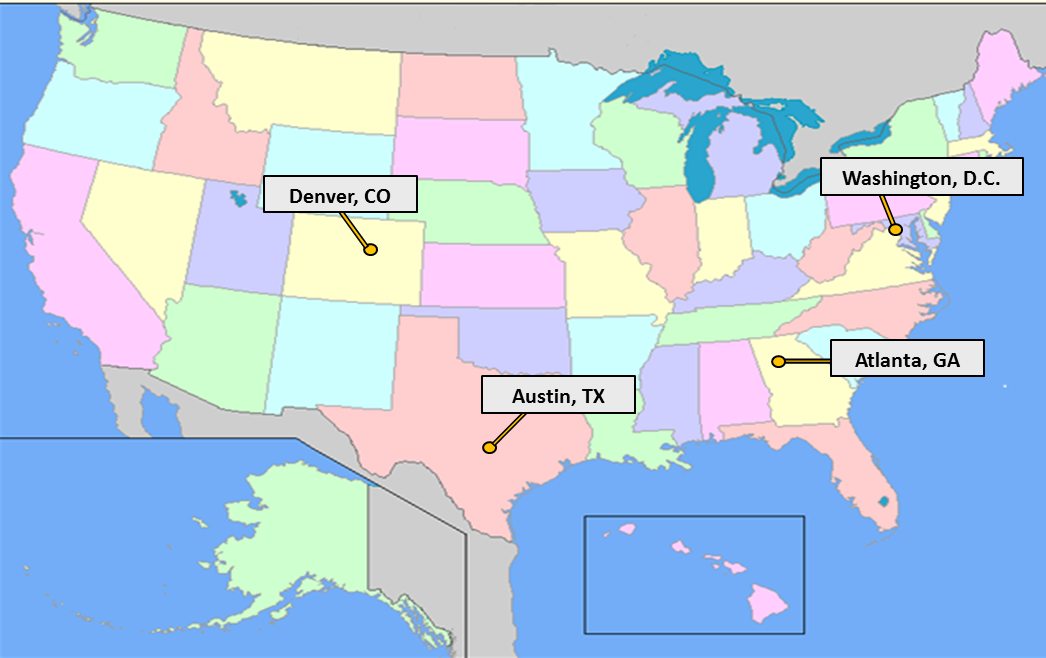 Washington, D.C.
Denver, CO
Atlanta, GA
Austin, TX